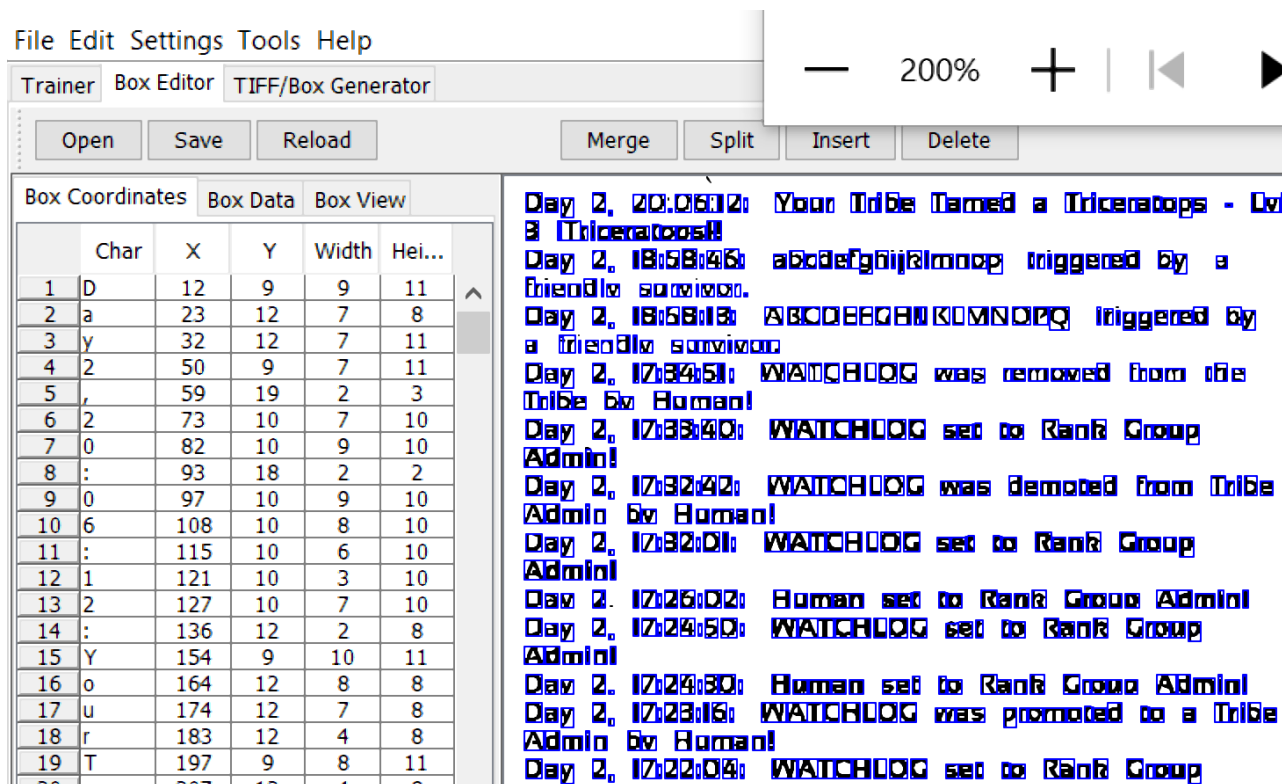 File Edit Settings Tools Help
200%
Trainer Box Editor TIFF/Box Generator
Open Save Reload Merge Split Insert Delete
Box Coordinates Box Data Box View
Char X Y Width Hei...
1 D 12 9 9 11
2 a 23 12 7 8
3 y 32 12 7 11
4 2 50 9 7 11
5 , 59 19 2 3
6 2 73 10 7 10
7 0 82 10 9 10
8 : 93 18 2 2
9 0 97 10 9 10
10 6 108 10 8 10
11 : 115 10 6 10
12 1 121 10 3 10
13 2 127 10 7 10
14 : 136 12 2 8
15 Y 154 9 10 11
16 o 164 12 8 8
17 u 174 12 7 8
18 r 183 12 4 8
19 T 197 9 8 11
Day 2, 20:06:12: Your Tribe Tamed a Triceratops - Lvl
3 (Triceratops)!
Day 2, 18:58:46: abcdefghijklmnop triggered by a
friendly survivor.
Day 2, 18:58:13: ABCDEFGHIJKLMNOPQ triggered by
a friendly survivor.
Day 2, 17:34:51: WATCHLOG was removed from the
Tribe by Human!
Day 2, 17:33:40: WATCHLOG set to Rank Group
Admin!
Day 2, 17:32:42: WATCHLOG was demoted from Tribe
Admin by Human!
Day 2, 17:32:01: WATCHLOG set to Rank Group
Admin!
Day 2, 17:26:02: Human set to Rank Group Admin!
Day 2, 17:24:50: WATCHLOG set to Rank Group
Admin!
Day 2, 17:24:30: Human set to Rank Group Admin!
Day 2, 17:23:16: WATCHLOG was promoted to a Tribe
Admin by Human!
Day 2, 17:22:04: WATCHLOG set to Rank Group